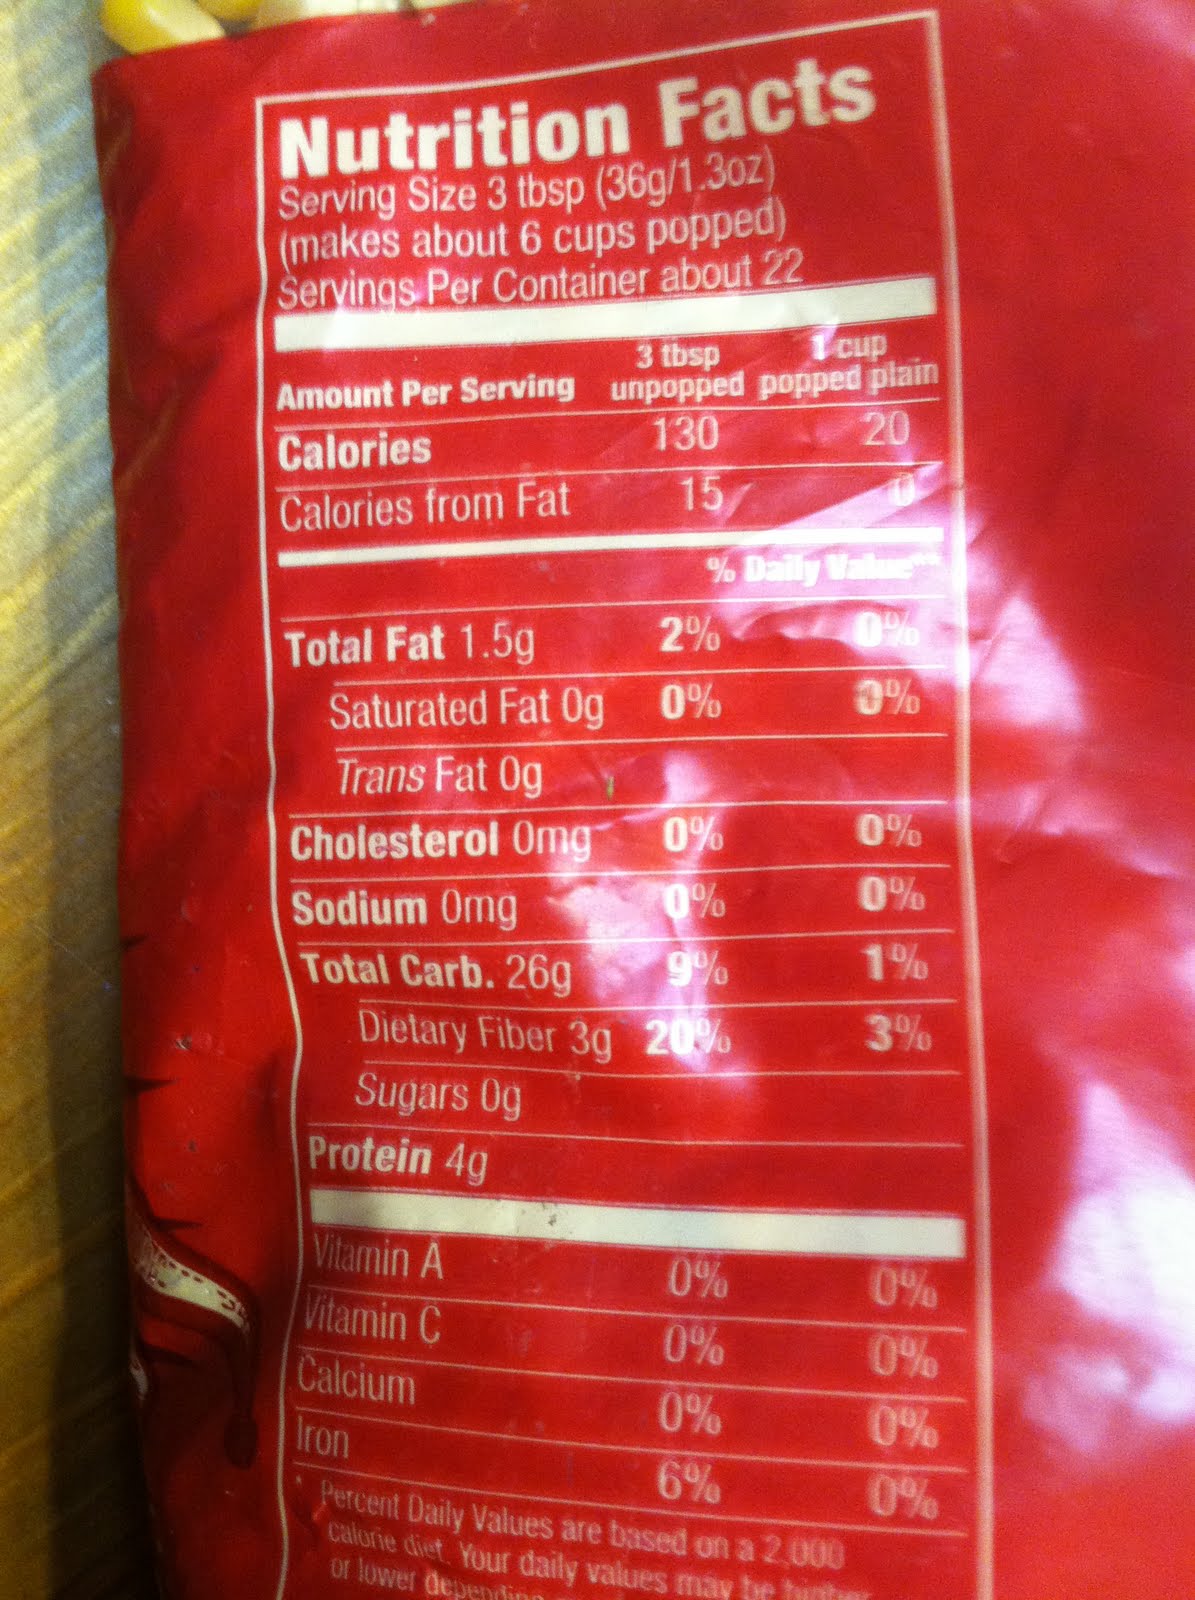 Nutrition Facts
Serving Size 3 tbsp (36g/1.3oz)
(makes about 6 cups popped)
Servings Per Container about 22
3 tbsp 1 cup
Amount Per Serving unpopped popped plain
Calories 130 20
Calories from Fat 15 0
% Daily Value**
Total Fat 1.5g 2% 0%
Saturated Fat 0g 0% 0%
Trans Fat 0g
Cholesterol 0mg 0% 0%
Sodium 0mg 0% 0%
Total Carb. 26g 9% 1%
Dietary Fiber 3g 20% 3%
Sugars 0g
Protein 4g
Vitamin A 0% 0%
Vitamin C 0% 0%
Calcium 0% 0%
Iron 6% 0%
* Percent Daily Values are based on a 2,000
calorie diet. Your daily values may be higher
or lower depending